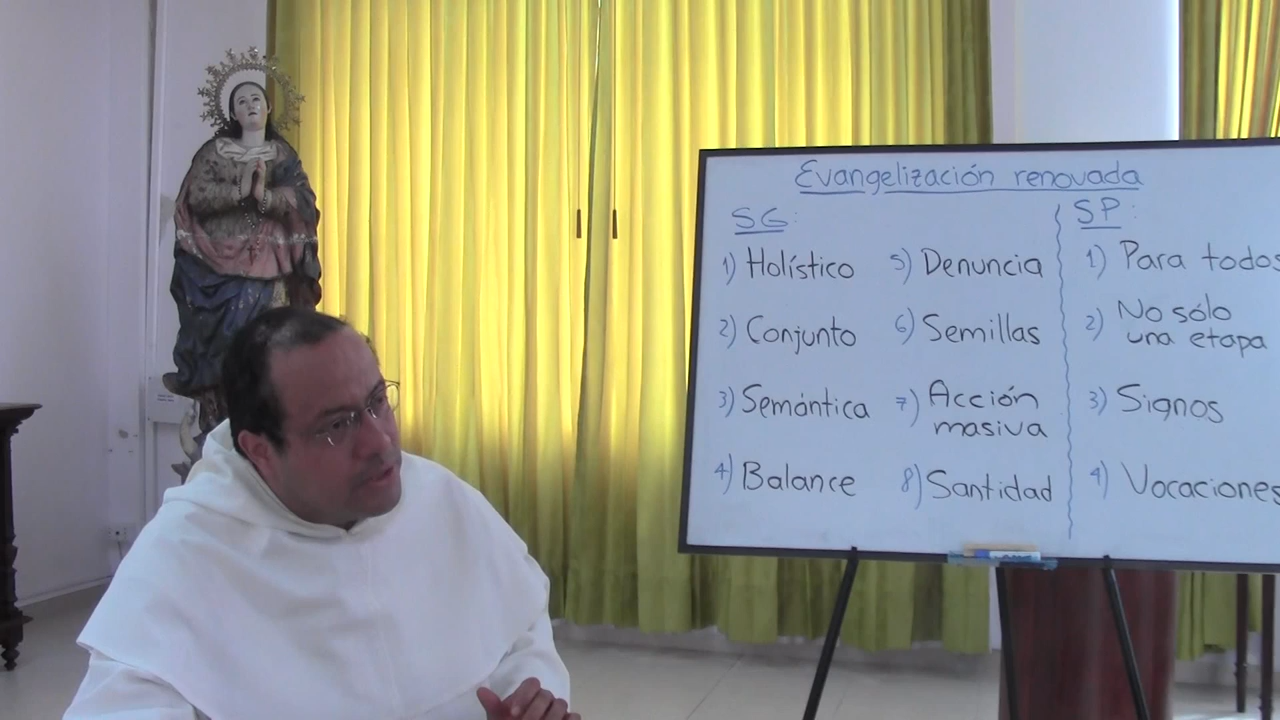 Evangelización renovada
SG:
1) Holístico
2) Conjunto
3) Semántica
4) Balance
5) Denuncia
6) Semillas
7) Acción
masiva
8) Santidad
SP:
1) Para todos
2) No sólo
una etapa
3) Signos
4) Vocaciones